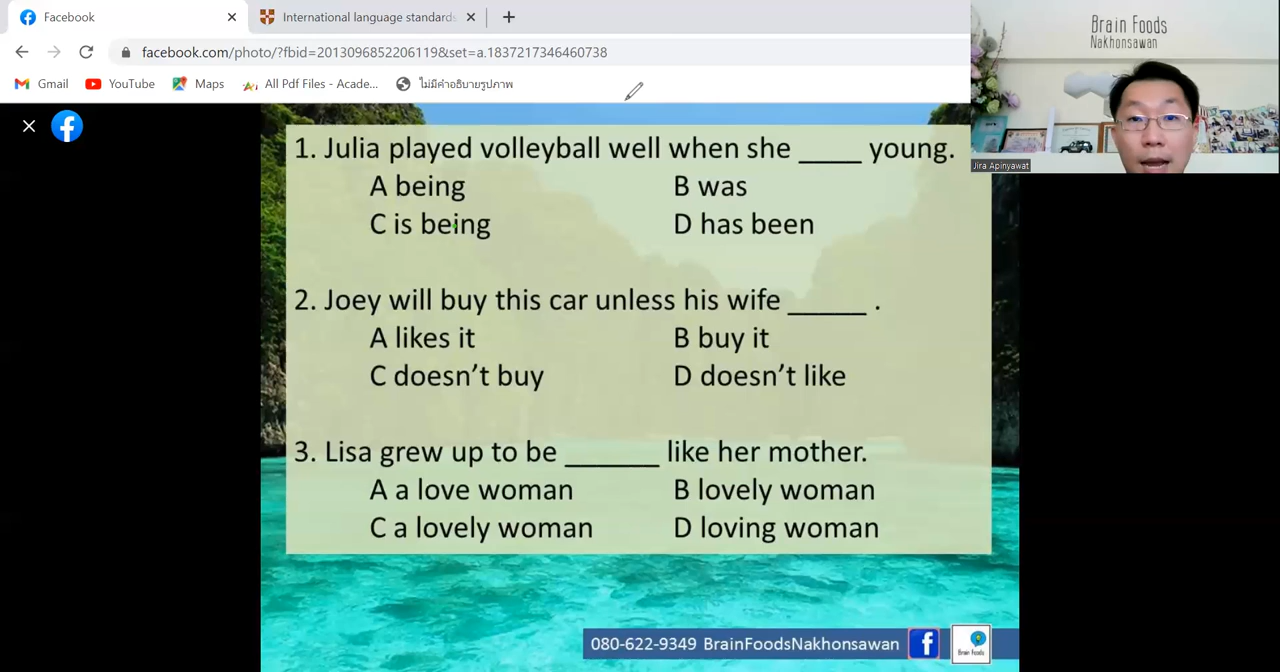 Facebook
International language standards
facebook.com/photo/?fbid=2013096852206119&set=a.1837217346460738
Gmail YouTube Maps All Pdf Files - Acade... ไม่มีคำอธิบายรูปภาพ
Brain Foods
Nakhonsawan
Jira Apinyawat
1. Julia played volleyball well when she ____ young.
A being B was
C is being D has been
2. Joey will buy this car unless his wife _____ .
A likes it B buy it
C doesn’t buy D doesn’t like
3. Lisa grew up to be ______ like her mother.
A a love woman B lovely woman
C a lovely woman D loving woman
080-622-9349 BrainFoodsNakhonsawan
Brain Foods